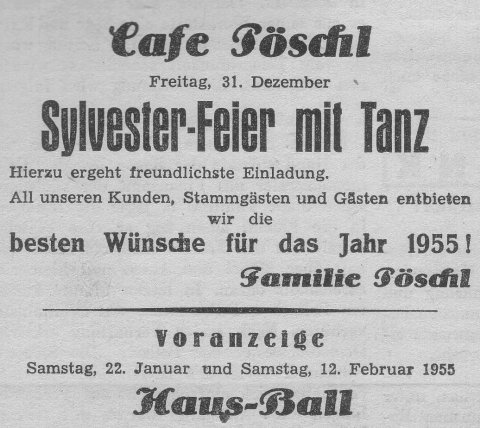 Cafe Pöschl
Freitag, 31. Dezember
Sylvester-Feier mit Tanz
Hierzu ergeht freundlichste Einladung.
All unseren Kunden, Stammgästen und Gästen entbieten
wir die
besten Wünsche für das Jahr 1955!
Familie Pöschl
Voranzeige
Samstag, 22. Januar und Samstag, 12. Februar 1955
Haus-Ball